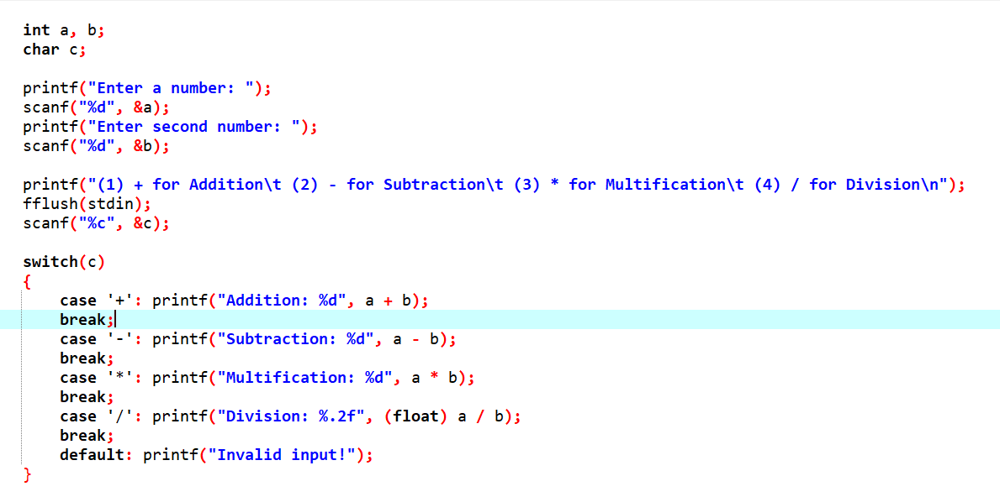 int a, b;
char c;
printf("Enter a number: ");
scanf("%d", &a);
printf("Enter second number: ");
scanf("%d", &b);
printf("(1) + for Addition\t (2) - for Subtraction\t (3) * for Multification\t (4) / for Division\n");
fflush(stdin);
scanf("%c", &c);
switch(c)
{
    case '+': printf("Addition: %d", a + b);
    break;
    case '-': printf("Subtraction: %d", a - b);
    break;
    case '*': printf("Multification: %d", a * b);
    break;
    case '/': printf("Division: %.2f", (float) a / b);
    break;
    default: printf("Invalid input!");
}